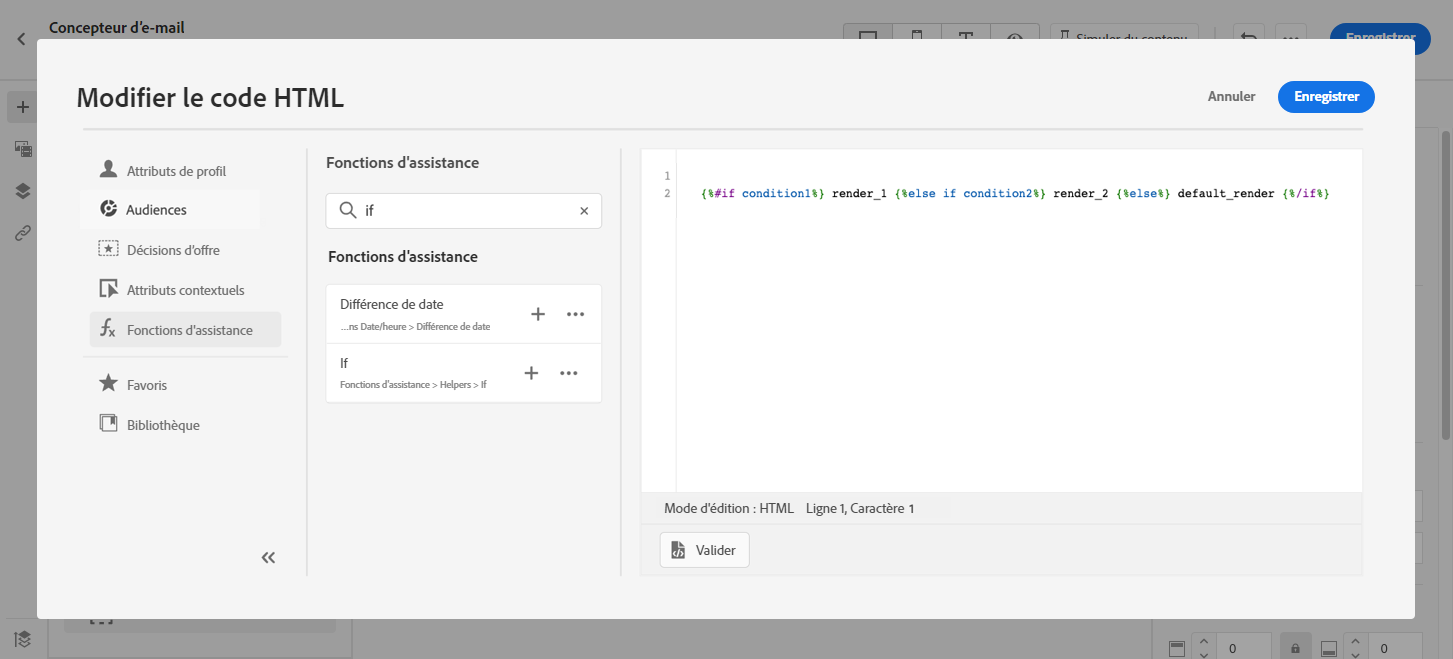 Concepteur d'e-mail
Simuler du contenu
Enregistrer
Modifier le code HTML
Annuler
Enregistrer
Attributs de profil
Audiences
Décisions d'offre
Attributs contextuels
Fonctions d'assistance
Favoris
Bibliothèque
Fonctions d'assistance
if
Fonctions d'assistance
Différence de date
...ns Date/heure > Différence de date
If
Fonctions d'assistance > Helpers > If
1
2 {%#if condition1%} render_1 {%else if condition2%} render_2 {%else%} default_render {%/if%}
Mode d'édition : HTML Ligne 1, Caractère 1
Valider
0
0